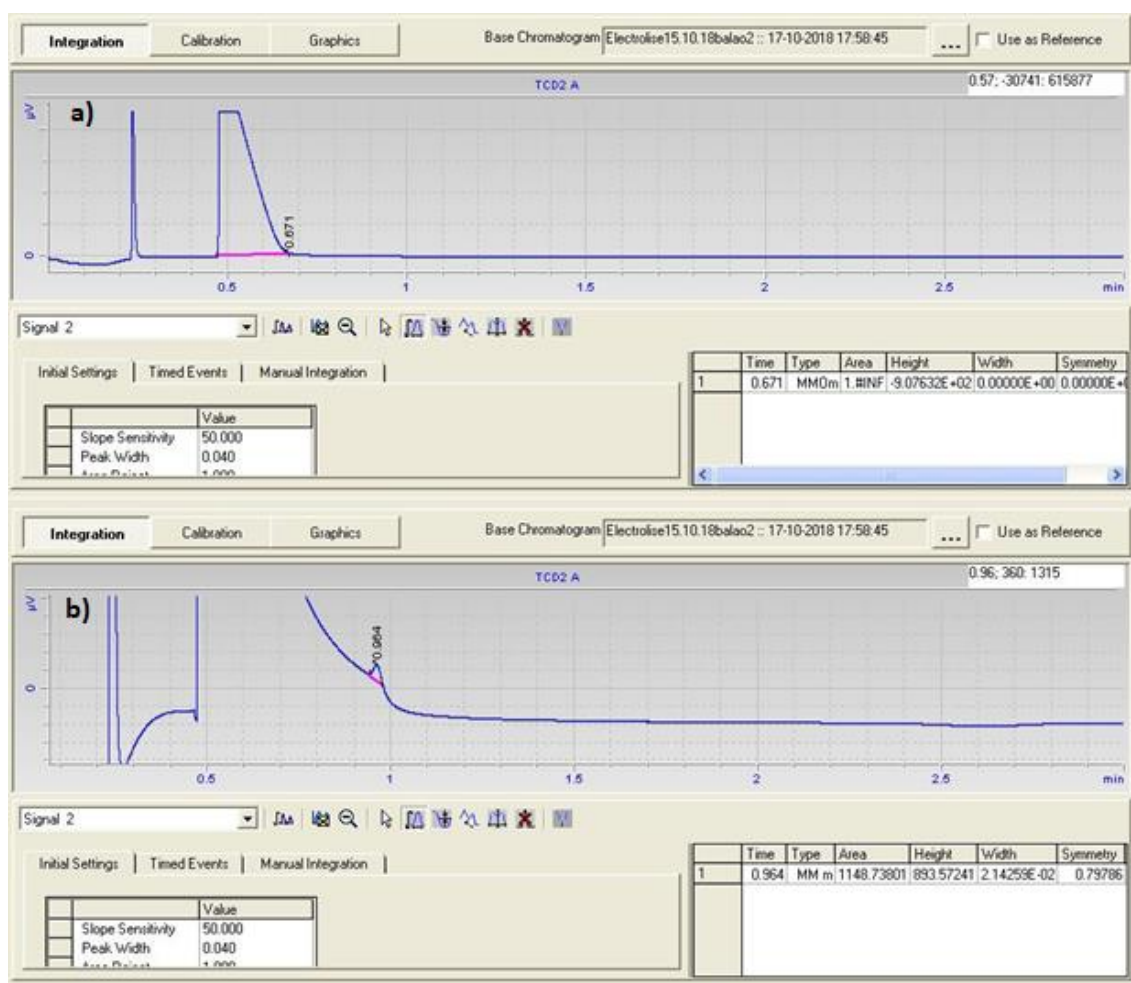 Integration Calibration Graphics Base Chromatogram Electrolise15.10.18balao2 :: 17-10-2018 17:58:45 ... Use as Reference
TCD2 A 0.57; -30741: 615877
µV a)
0.671
0
0.5 1 1.5 2 2.5 min
Signal 2
Initial Settings Timed Events Manual Integration
Time Type Area Height Width Symmetry
1 0.671 MM0m 1.#INF -9.07632E+02 0.00000E+00 0.00000E+0
Value
Slope Sensitivity 50.000
Peak Width 0.040
Integration Calibration Graphics Base Chromatogram Electrolise15.10.18balao2 :: 17-10-2018 17:58:45 ... Use as Reference
TCD2 A 0.96; 360: 1315
µV b)
0.964
0
0.5 1 1.5 2 2.5 min
Signal 2
Initial Settings Timed Events Manual Integration
Time Type Area Height Width Symmetry
1 0.964 MM m 1148.73801 893.57241 2.14259E-02 0.79786
Value
Slope Sensitivity 50.000
Peak Width 0.040